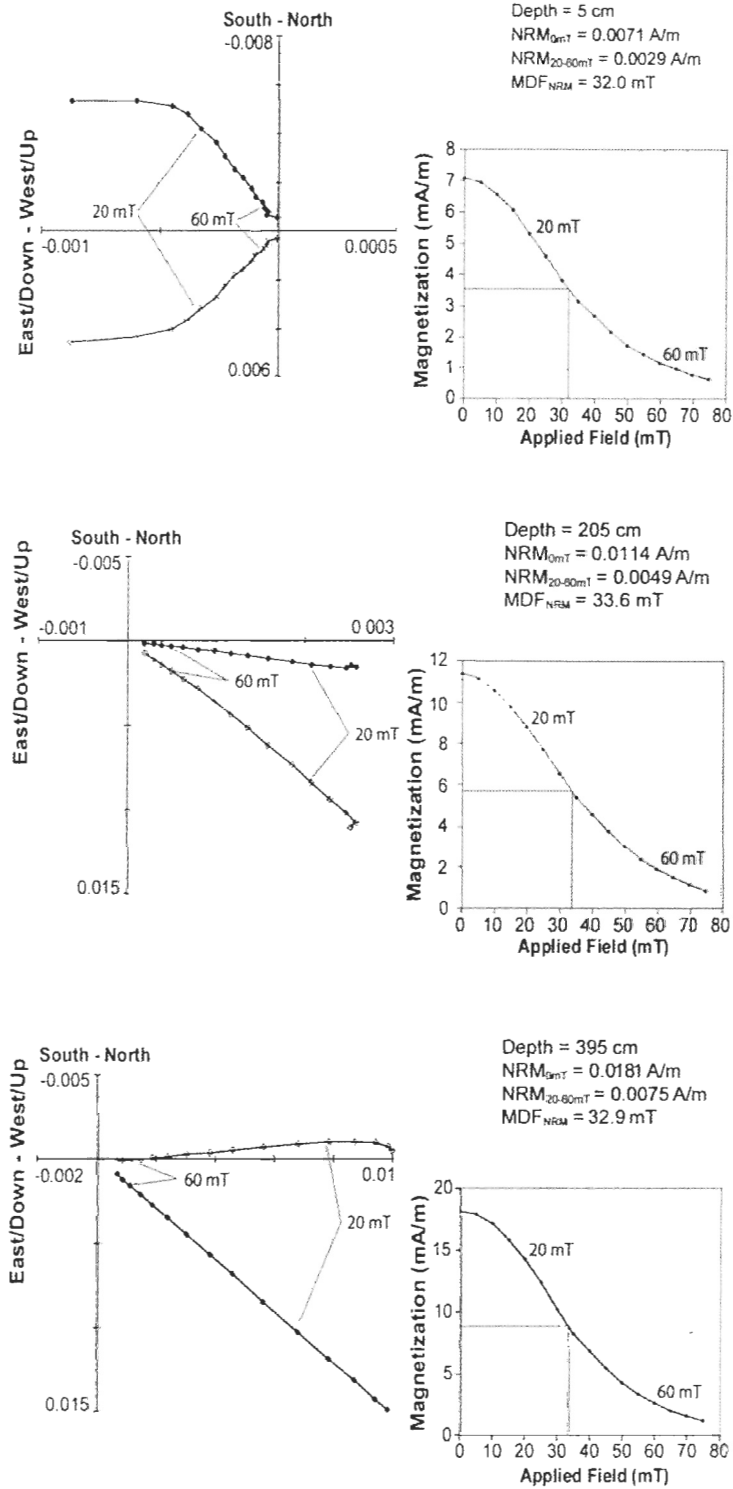 South - North
-0.008
East/Down - West/Up
20 mT
60 mT
-0.001
0.0005
0.006
Depth = 5 cm
NRM0mT = 0.0071 A/m
NRM20-60mT = 0.0029 A/m
MDFNRM = 32.0 mT
Magnetization (mA/m)
8
7
6
5
4
3
2
1
0
20 mT
60 mT
0 10 20 30 40 50 60 70 80
Applied Field (mT)
South - North
-0.005
East/Down - West/Up
-0.001
0.003
60 mT
20 mT
0.015
Depth = 205 cm
NRM0mT = 0.0114 A/m
NRM20-60mT = 0.0049 A/m
MDFNRM = 33.6 mT
Magnetization (mA/m)
12
10
8
6
4
2
0
20 mT
60 mT
0 10 20 30 40 50 60 70 80
Applied Field (mT)
South - North
-0.005
East/Down - West/Up
-0.002
0.01
60 mT
20 mT
0.015
Depth = 395 cm
NRM0mT = 0.0181 A/m
NRM20-60mT = 0.0075 A/m
MDFNRM = 32.9 mT
Magnetization (mA/m)
20
15
10
5
0
20 mT
60 mT
0 10 20 30 40 50 60 70 80
Applied Field (mT)